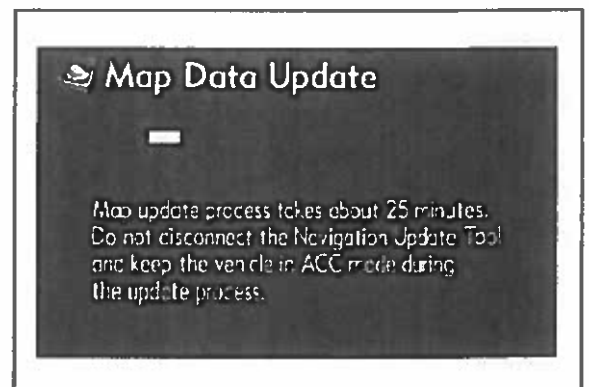 Map Data Update
Map update process takes about 25 minutes.
Do not disconnect the Navigation Update Tool
and keep the vehicle in ACC mode during
the update process.